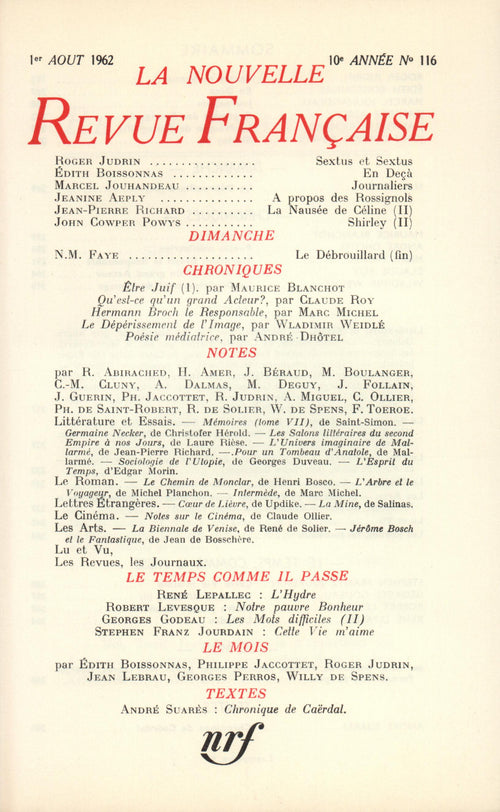 1er AOUT 1962 10e ANNÉE No 116
LA NOUVELLE
REVUE FRANÇAISE
ROGER JUDRIN ................ Sextus et Sextus
ÉDITH BOISSONNAS ............ En Deçà
MARCEL JOUHANDEAU ........... Journaliers
JEANINE AEPLY .............. A propos des Rossignols
JEAN-PIERRE RICHARD .......... La Nausée de Céline (II)
JOHN COWPER POWYS ........... Shirley (II)
DIMANCHE
N.M. FAYE ................... Le Débrouillard (fin)
CHRONIQUES
Être Juif (1). par MAURICE BLANCHOT
Qu'est-ce qu'un grand Acteur?, par CLAUDE ROY
Hermann Broch le Responsable, par MARC MICHEL
Le Dépérissement de l'Image, par WLADIMIR WEIDLÉ
Poésie médiatrice, par ANDRÉ DHÔTEL
NOTES
par R. ABIRACHED, H. AMER, J. BÉRAUD, M. BOULANGER,
C.-M. CLUNY, A. DALMAS, M. DEGUY, J. FOLLAIN,
J. GUERIN, PH. JACCOTTET, R. JUDRIN, A. MIGUEL, C. OLLIER,
PH. DE SAINT-ROBERT, R. DE SOLIER, W. DE SPENS, F. TOEROE.
Littérature et Essais. — Mémoires (tome VII), de Saint-Simon. —
Germaine Necker, de Christofer Hérold. — Les Salons littéraires du second
Empire à nos Jours, de Laure Rièse. — L'Univers imaginaire de Mal-
larmé, de Jean-Pierre Richard. — .Pour un Tombeau d'Anatole, de Mal-
larmé. — Sociologie de l'Utopie, de Georges Duveau. — L'Esprit du
Temps, d'Edgar Morin.
Le Roman. — Le Chemin de Monclar, de Henri Bosco. — L'Arbre et le
Voyageur, de Michel Planchon. — Intermède, de Marc Michel.
Lettres Étrangères. — Cœur de Lièvre, de Updike. — La Mine, de Salinas.
Le Cinéma. — Notes sur le Cinéma, de Claude Ollier.
Les Arts. — La Biennale de Venise, de René de Solier. — Jérôme Bosch
et le Fantastique, de Jean de Bosschère.
Lu et Vu,
Les Revues, les Journaux.
LE TEMPS COMME IL PASSE
RENÉ LEPALLEC : L'Hydre
ROBERT LEVESQUE : Notre pauvre Bonheur
GEORGES GODEAU : Les Mots difficiles (II)
STEPHEN FRANZ JOURDAIN : Cette Vie m'aime
LE MOIS
par ÉDITH BOISSONNAS, PHILIPPE JACCOTTET, ROGER JUDRIN,
JEAN LEBRAU, GEORGES PERROS, WILLY DE SPENS.
TEXTES
ANDRÉ SUARÈS : Chronique de Caërdal.
nrf